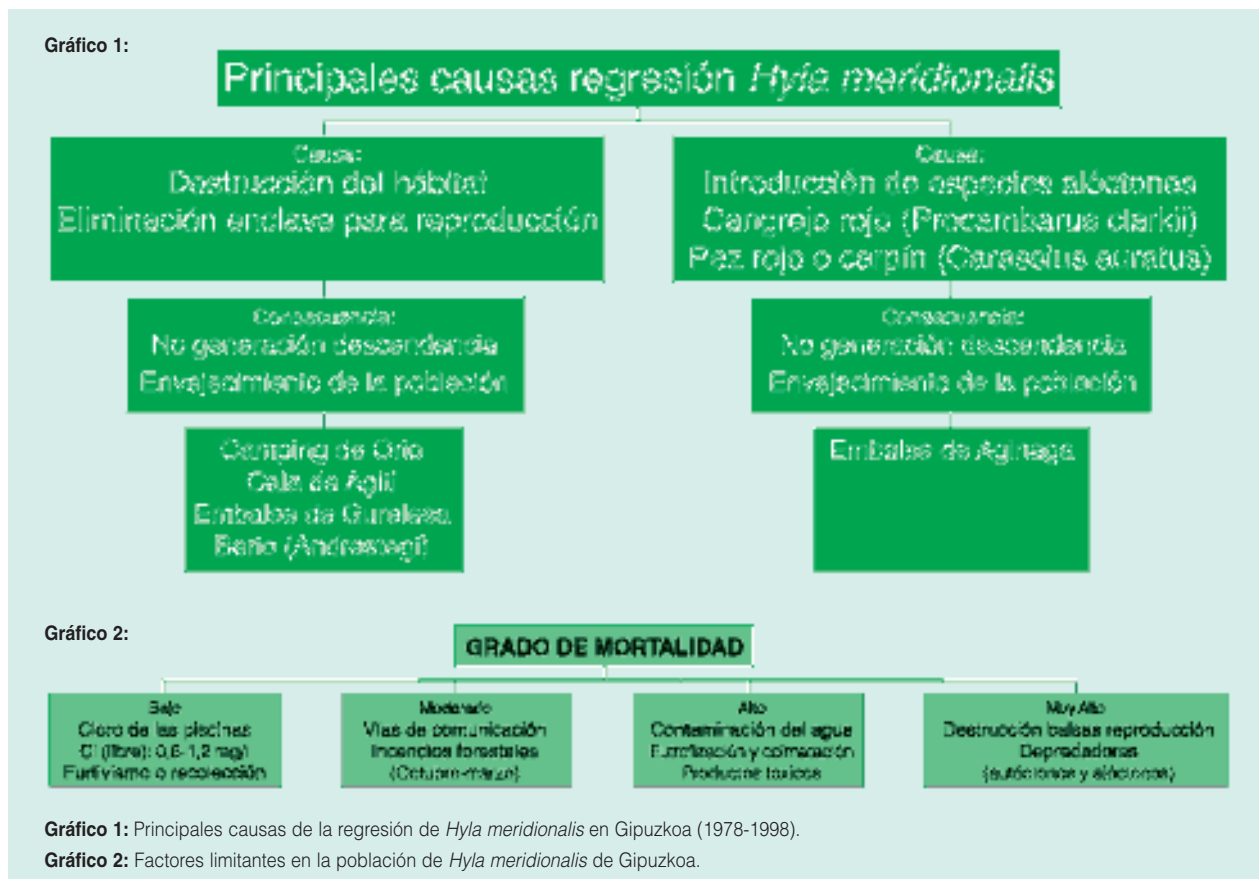 Gráfico 1:
Principales causas regresión Hyla meridionalis
Causa:
Destrucción del hábitat
Eliminación enclave para reproducción
Causa:
Introducción de especies alóctonas
Cangrejo rojo (Procambarus clarkii)
Pez rojo o carpín (Carassius auratus)
Consecuencia:
No generación descendencia
Envejecimiento de la población
Consecuencia:
No generación descendencia
Envejecimiento de la población
Camping de Orio
Cala de Agiti
Embalse de
(Andrastegi)
Embalse de Aginaga
Gráfico 2:
GRADO DE MORTALIDAD
Bajo
Cloro de las piscinas
Cl (libre): 0,6-1,2 mg/l
Furtivismo o recolección
Moderado
Vías de comunicación
Incendios forestales
(Octubre-marzo)
Alto
Contaminación del agua
Eutrofización y colmatación
Productos tóxicos
Muy Alto
Destrucción balsas reproducción
Depredadores
(autóctonos y alóctonos)
Gráfico 1: Principales causas de la regresión de Hyla meridionalis en Gipuzkoa (1978-1998).
Gráfico 2: Factores limitantes en la población de Hyla meridionalis de Gipuzkoa.